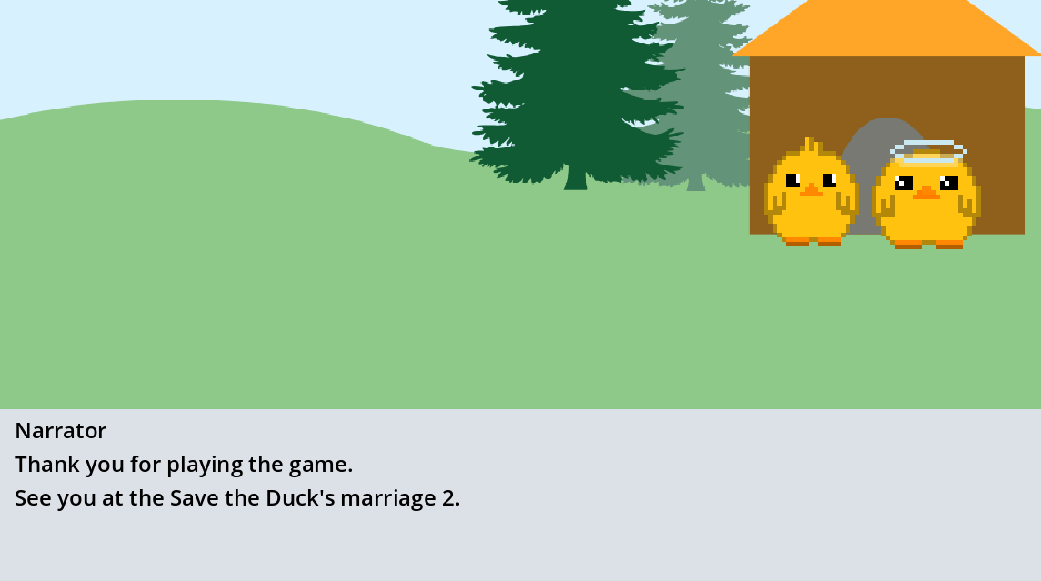 Narrator
Thank you for playing the game.
See you at the Save the Duck's marriage 2.